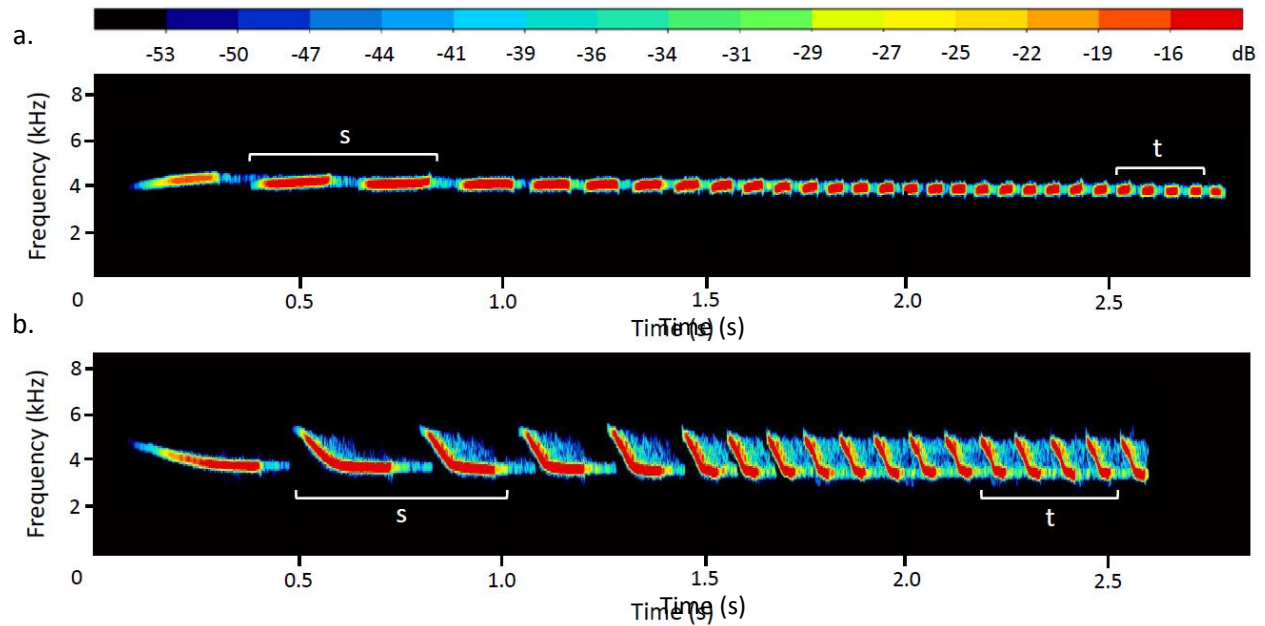 a.
-53 -50 -47 -44 -41 -39 -36 -34 -31 -29 -27 -25 -22 -19 -16 dB
Frequency (kHz)
8
6
4
2
0
s
t
0.5 1.0 1.5 2.0 2.5
Time (s)
Time (s)
b.
Frequency (kHz)
8
6
4
2
0
s
t
0.5 1.0 1.5 2.0 2.5
Time (s)
Time (s)